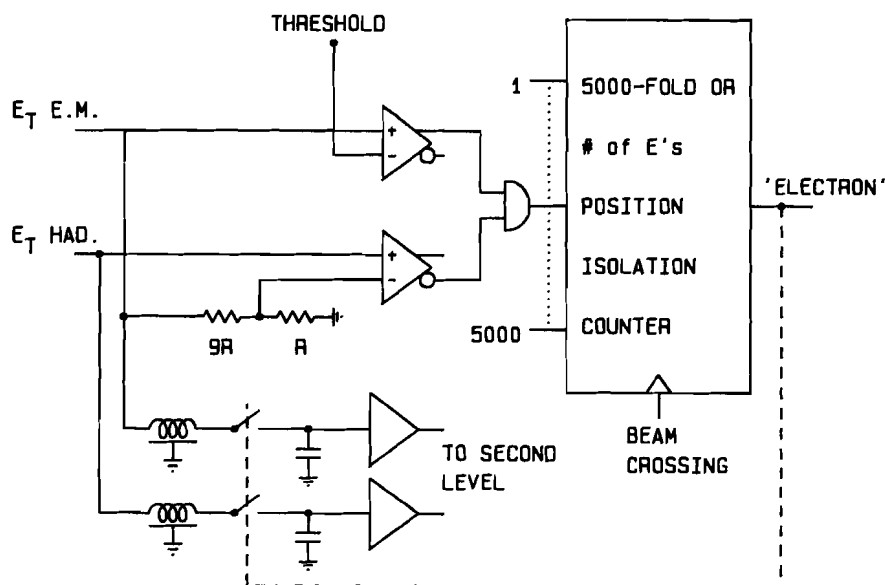 THRESHOLD
E_T E.M.
E_T HAD.
+
-
+
-
9R
R
1
5000
5000-FOLD OR
# of E's
POSITION
ISOLATION
COUNTER
'ELECTRON'
BEAM
CROSSING
TO SECOND
LEVEL